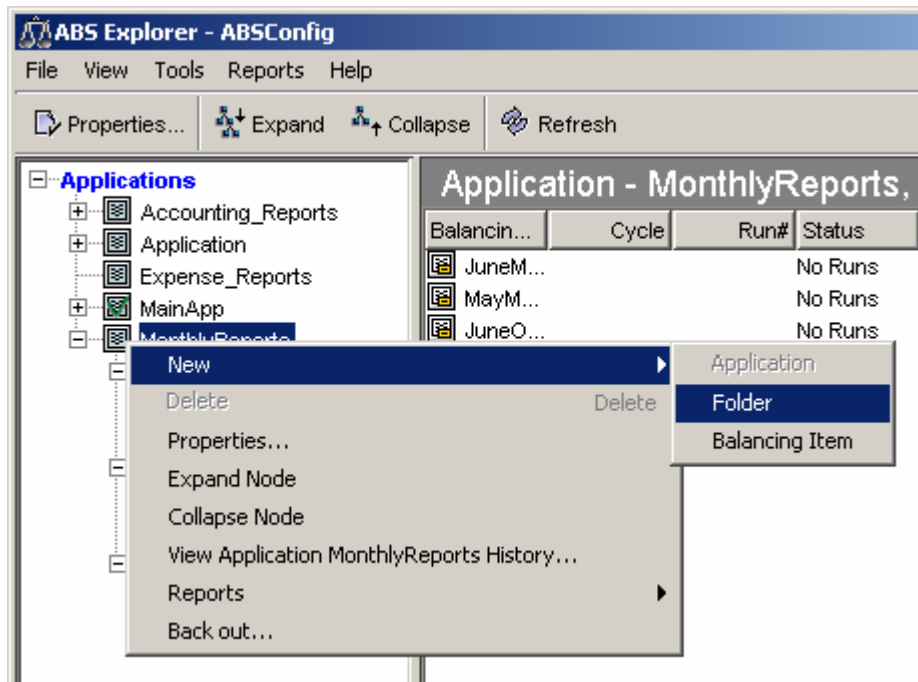 ABS Explorer - ABSConfig
File View Tools Reports Help
Properties... Expand Collapse Refresh
Applications
Accounting_Reports
Application
Expense_Reports
MainApp
MonthlyReports
Application - MonthlyReports,
Balancin... Cycle Run# Status
JuneM... No Runs
MayM... No Runs
JuneO... No Runs
New
Delete Delete
Properties...
Expand Node
Collapse Node
View Application MonthlyReports History...
Reports
Back out...
Application
Folder
Balancing Item